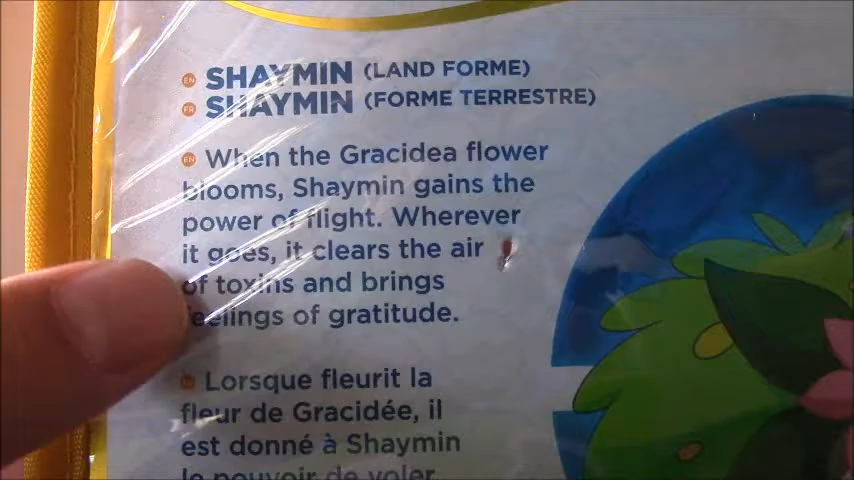 EN SHAYMIN (LAND FORME)
FR SHAYMIN (FORME TERRESTRE)
EN When the Gracidea flower
blooms, Shaymin gains the
power of flight. Wherever
it goes, it clears the air
of toxins and brings
feelings of gratitude.
Lorsque fleurit la
fleur de Gracidée, il
est donné à Shaymin
le pouvoir de voler